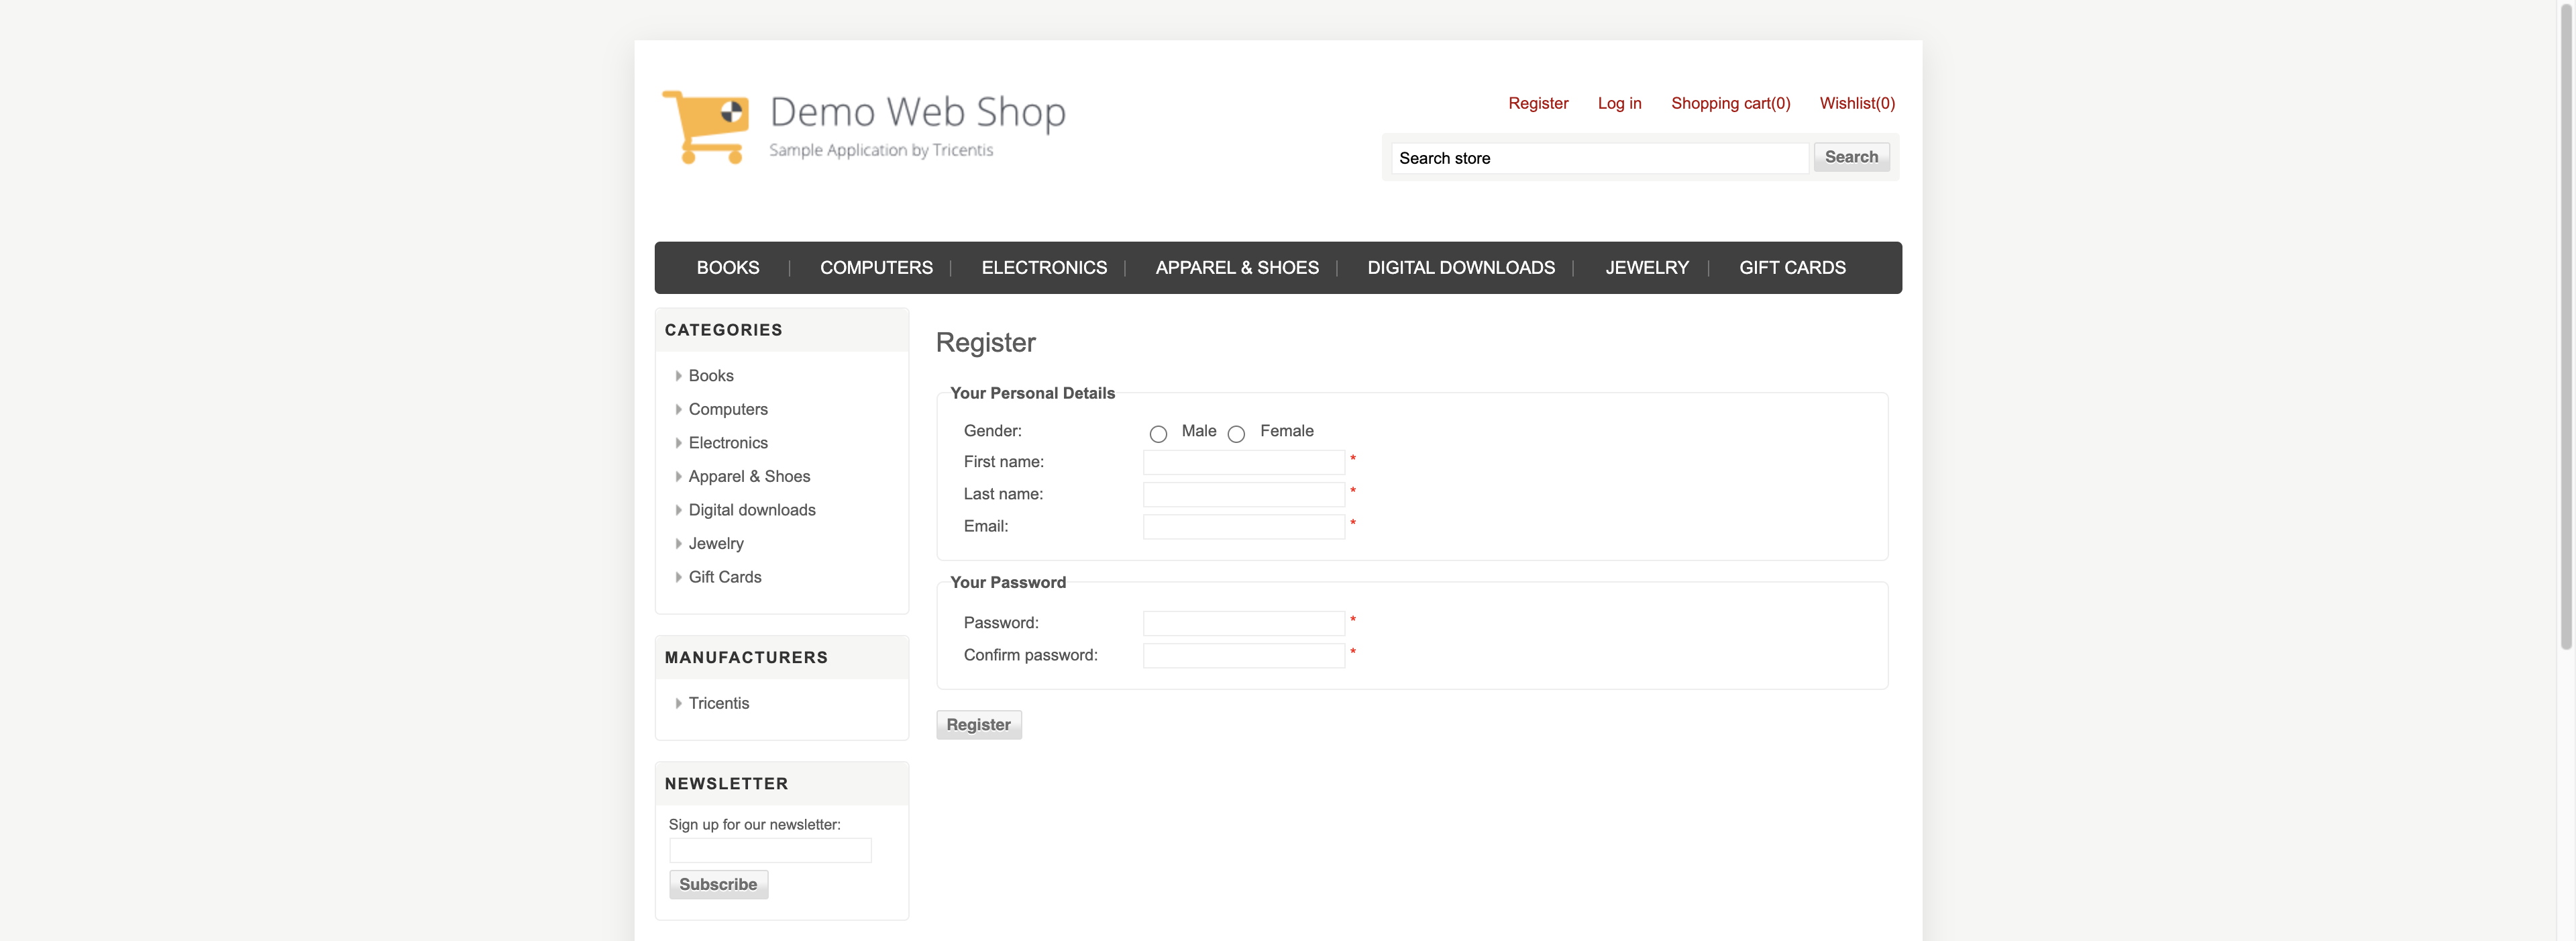 Demo Web Shop
Sample Application by Tricentis
Register Log in Shopping cart(0) Wishlist(0)
Search store Search
BOOKS COMPUTERS ELECTRONICS APPAREL & SHOES DIGITAL DOWNLOADS JEWELRY GIFT CARDS
CATEGORIES
Books
Computers
Electronics
Apparel & Shoes
Digital downloads
Jewelry
Gift Cards
MANUFACTURERS
Tricentis
NEWSLETTER
Sign up for our newsletter:
Subscribe
Register
Your Personal Details
Gender: Male Female
First name: *
Last name: *
Email: *
Your Password
Password: *
Confirm password: *
Register